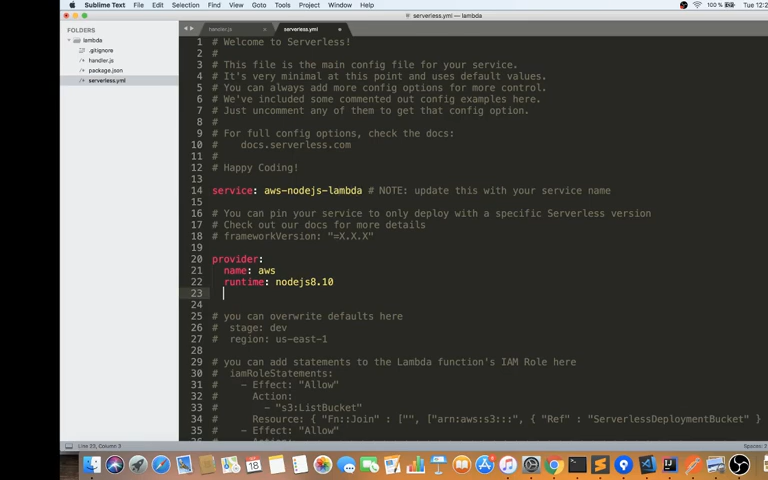 Sublime Text File Edit Selection Find View Goto Tools Project Window Help 100% Tue 12:2
serverless.yml — lambda
FOLDERS
lambda
.gitignore
handler.js
package.json
serverless.yml
handler.js
serverless.yml
1 # Welcome to Serverless!
2 #
3 # This file is the main config file for your service.
4 # It's very minimal at this point and uses default values.
5 # You can always add more config options for more control.
6 # We've included some commented out config examples here.
7 # Just uncomment any of them to get that config option.
8 #
9 # For full config options, check the docs:
10 # docs.serverless.com
11 #
12 # Happy Coding!
13
14 service: aws-nodejs-lambda # NOTE: update this with your service name
15
16 # You can pin your service to only deploy with a specific Serverless version
17 # Check out our docs for more details
18 # frameworkVersion: "=X.X.X"
19
20 provider:
21 name: aws
22 runtime: nodejs8.10
23
24
25 # you can overwrite defaults here
26 # stage: dev
27 # region: us-east-1
28
29 # you can add statements to the Lambda function's IAM Role here
30 # iamRoleStatements:
31 # - Effect: "Allow"
32 # Action:
33 # - "s3:ListBucket"
34 # Resource: { "Fn::Join" : ["", ["arn:aws:s3:::", { "Ref" : "ServerlessDeploymentBucket" }
35 # - Effect: "Allow"
36 # Action:
Line 23, Column 3
Spaces: 2
18